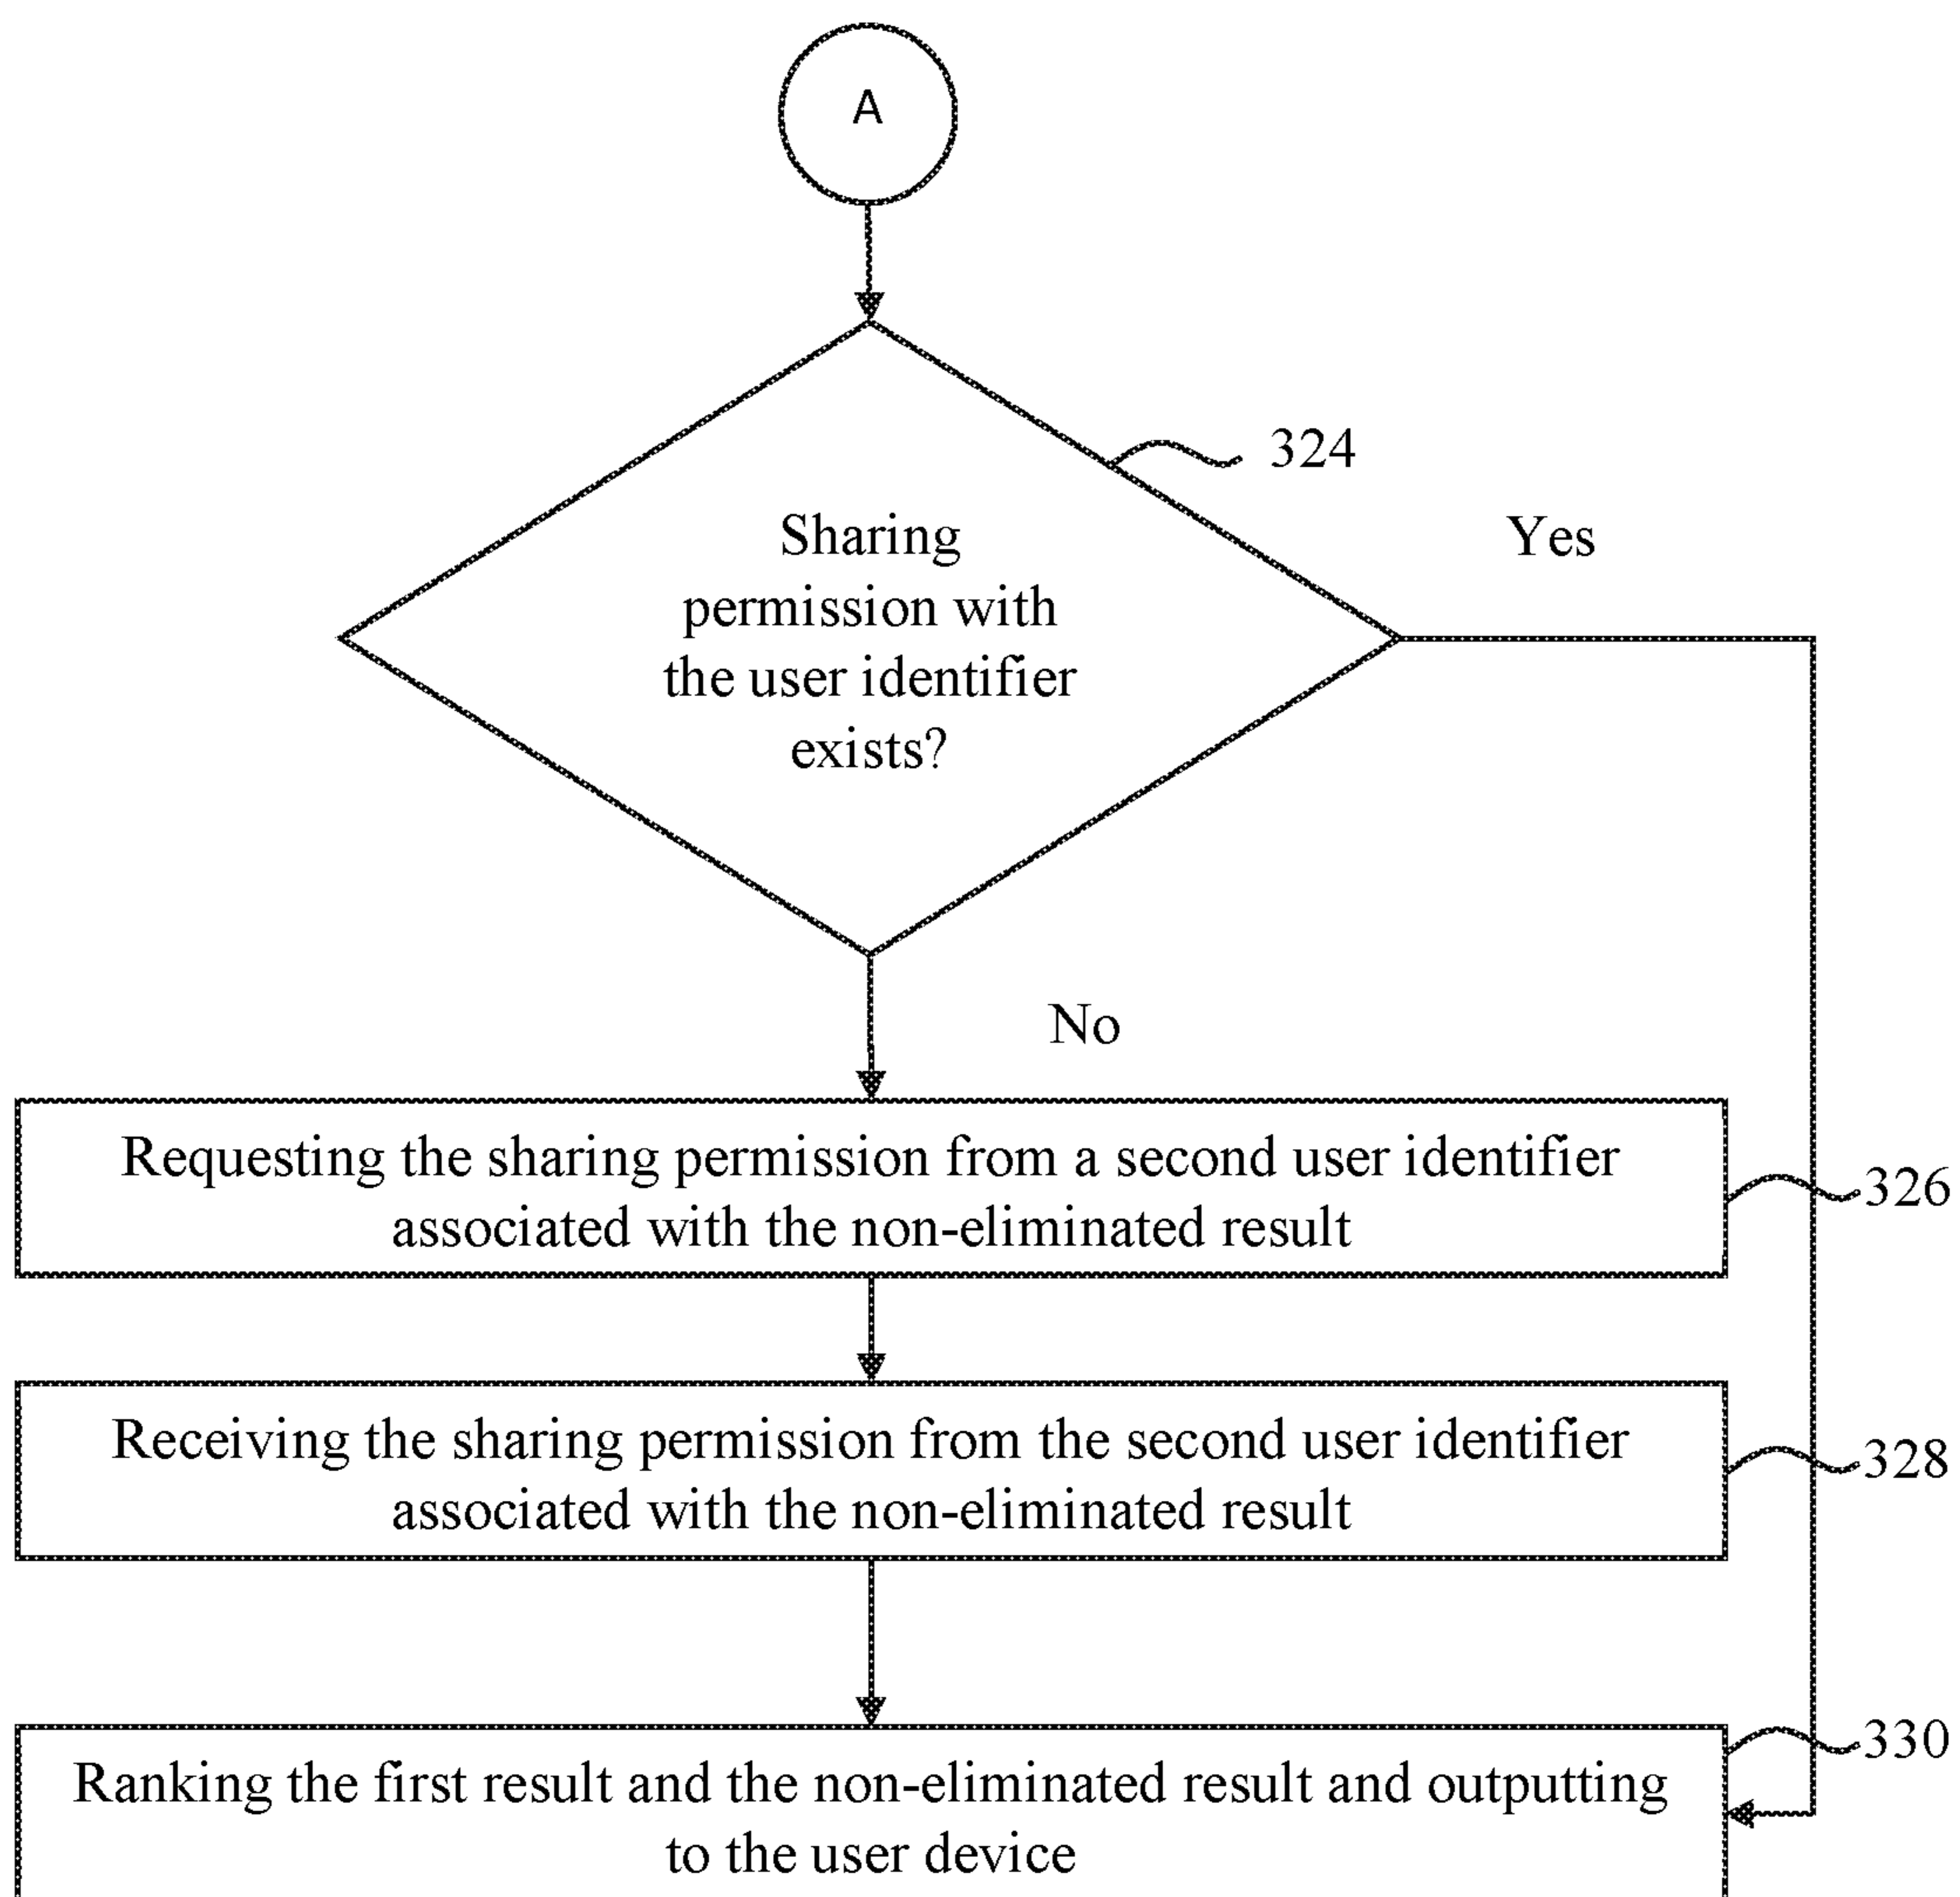 A
324
Sharing
permission with
the user identifier
exists?
Yes
No
Requesting the sharing permission from a second user identifier
associated with the non-eliminated result
326
Receiving the sharing permission from the second user identifier
associated with the non-eliminated result
328
330
Ranking the first result and the non-eliminated result and outputting
to the user device